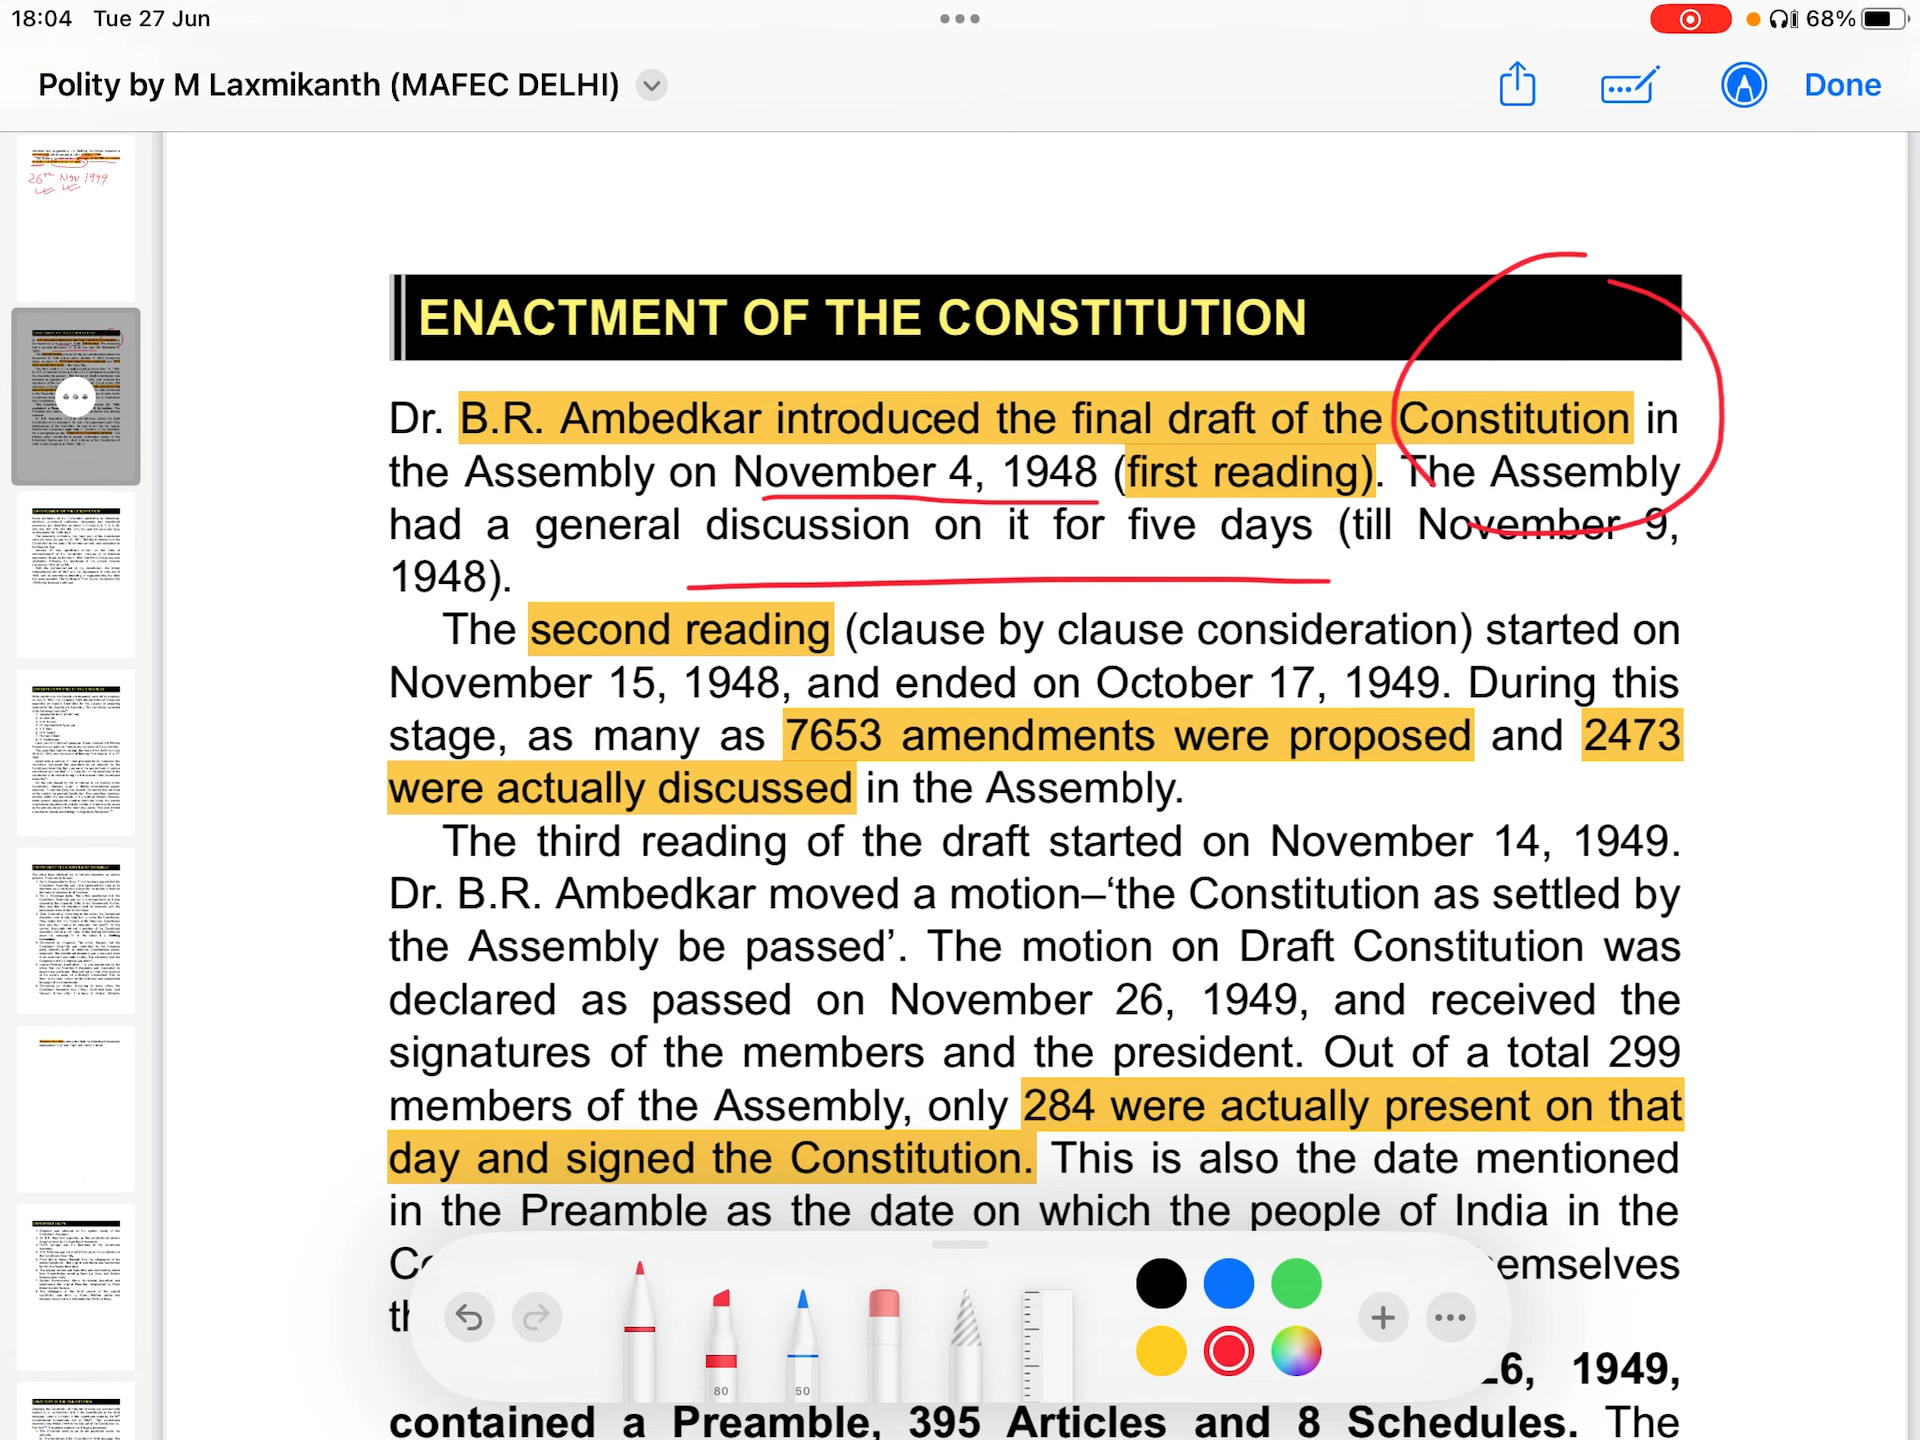 18:04 Tue 27 Jun
68%
Polity by M Laxmikanth (MAFEC DELHI)
Done
26th Nov 1949
ENACTMENT OF THE CONSTITUTION
Dr. B.R. Ambedkar introduced the final draft of the Constitution in
the Assembly on November 4, 1948 (first reading). The Assembly
had a general discussion on it for five days (till November 9,
1948).
The second reading (clause by clause consideration) started on
November 15, 1948, and ended on October 17, 1949. During this
stage, as many as 7653 amendments were proposed and 2473
were actually discussed in the Assembly.
The third reading of the draft started on November 14, 1949.
Dr. B.R. Ambedkar moved a motion–‘the Constitution as settled by
the Assembly be passed’. The motion on Draft Constitution was
declared as passed on November 26, 1949, and received the
signatures of the members and the president. Out of a total 299
members of the Assembly, only 284 were actually present on that
day and signed the Constitution. This is also the date mentioned
in the Preamble as the date on which the people of India in the
emselves
6, 1949,
contained a Preamble, 395 Articles and 8 Schedules. The
80
50